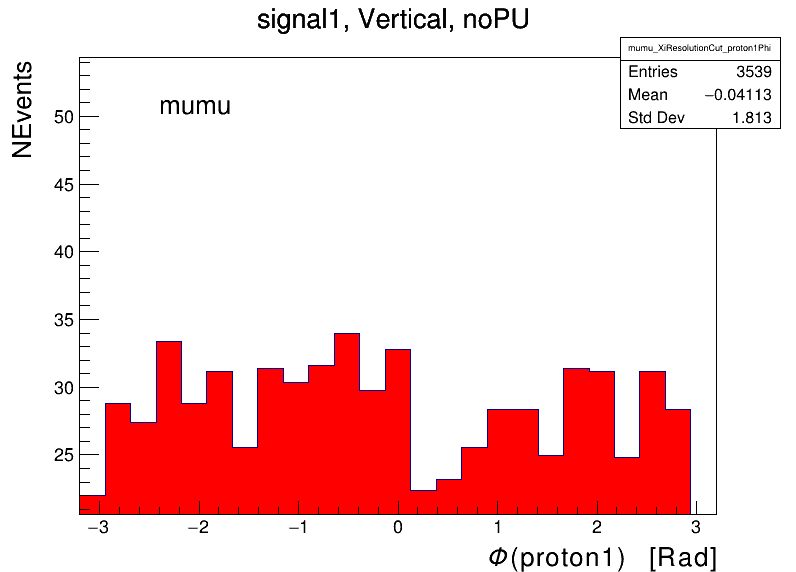 signal1, Vertical, noPU
mumu_XiResolutionCut_proton1Phi
Entries 3539
Mean −0.04113
Std Dev 1.813
NEvents
mumu
50
45
40
35
30
25
−3 −2 −1 0 1 2 3
Φ(proton1) [Rad]